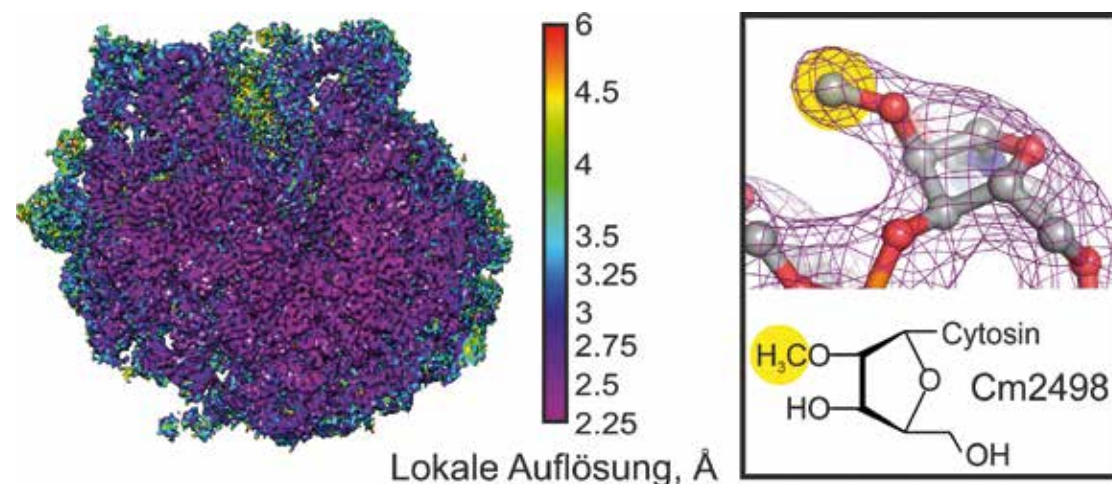 6
4.5
4
3.5
3.25
3
2.75
2.5
2.25
Lokale Auflösung, Å
H₃CO
Cytosin
O
HO
OH
Cm2498